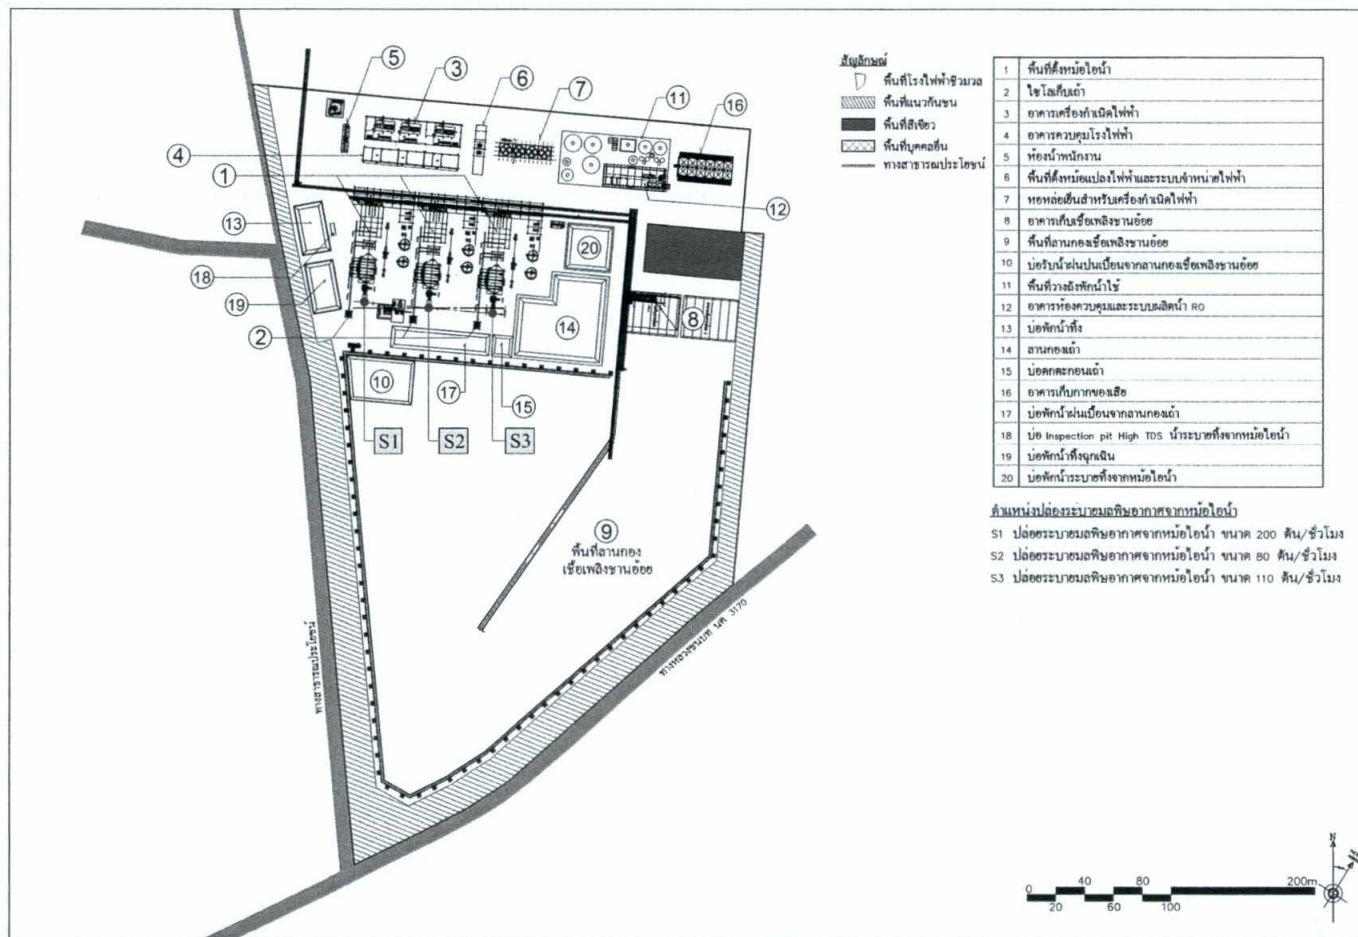 5
3
6
7
11
16
4
1
12
13
20
18
19
8
2
14
10
17
15
S1
S2
S3
9
พื้นที่ลานกอง
เชื้อเพลิงชานอ้อย
ทางสาธารณประโยชน์
ทางหลวงชนบท นค 3170
สัญลักษณ์
พื้นที่โรงไฟฟ้าชีวมวล
พื้นที่แนวกันชน
พื้นที่สีเขียว
พื้นที่บุคคลอื่น
ทางสาธารณประโยชน์
1 พื้นที่ตั้งหม้อไอน้ำ
2 ไซโลเก็บเถ้า
3 อาคารเครื่องกำเนิดไฟฟ้า
4 อาคารควบคุมโรงไฟฟ้า
5 ห้องน้ำพนักงาน
6 พื้นที่ตั้งหม้อแปลงไฟฟ้าและระบบจำหน่ายไฟฟ้า
7 หอหล่อเย็นสำหรับเครื่องกำเนิดไฟฟ้า
8 อาคารเก็บเชื้อเพลิงชานอ้อย
9 พื้นที่ลานกองเชื้อเพลิงชานอ้อย
10 บ่อรับน้ำฝนปนเปื้อนจากลานกองเชื้อเพลิงชานอ้อย
11 พื้นที่วางถังพักน้ำใช้
12 อาคารห้องควบคุมและระบบผลิตน้ำ RO
13 บ่อพักน้ำทิ้ง
14 ลานกองเถ้า
15 บ่อตกตะกอนเถ้า
16 อาคารเก็บกากของเสีย
17 บ่อพักน้ำฝนเปื้อนจากลานกองเถ้า
18 บ่อ Inspection pit High TDS น้ำระบายทิ้งจากหม้อไอน้ำ
19 บ่อพักน้ำทิ้งฉุกเฉิน
20 บ่อพักน้ำระบายทิ้งจากหม้อไอน้ำ
ตำแหน่งปล่องระบายมลพิษอากาศจากหม้อไอน้ำ
S1 ปล่องระบายมลพิษอากาศจากหม้อไอน้ำ ขนาด 200 ตัน/ชั่วโมง
S2 ปล่องระบายมลพิษอากาศจากหม้อไอน้ำ ขนาด 80 ตัน/ชั่วโมง
S3 ปล่องระบายมลพิษอากาศจากหม้อไอน้ำ ขนาด 110 ตัน/ชั่วโมง
N
0 40 80 200m
20 60 100